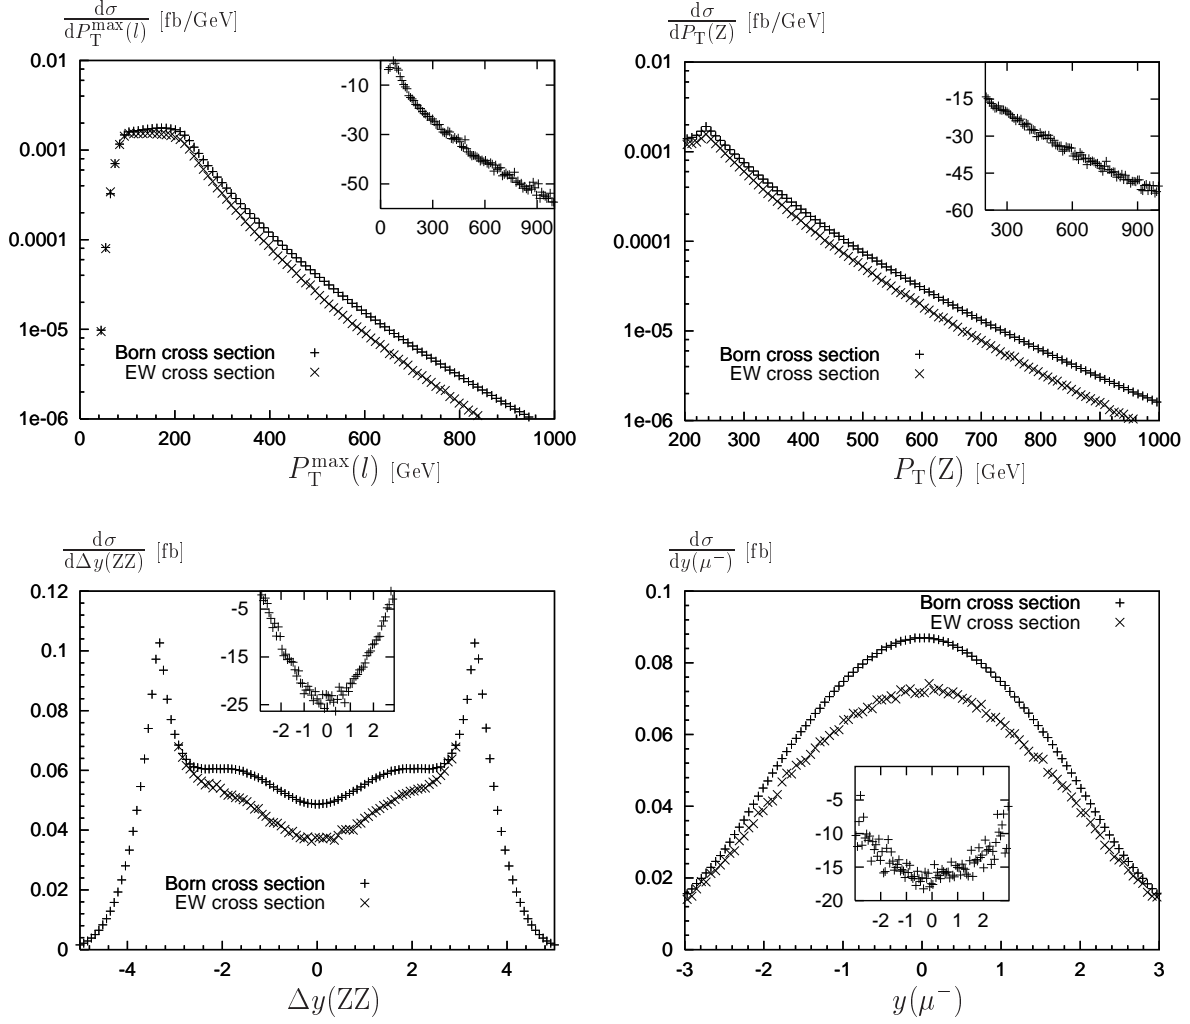 dσ/dP_T^max(l) [fb/GeV]
0.01
0.001
0.0001
1e-05
1e-06
0 200 400 600 800 1000
Born cross section +
EW cross section ×
-10
-30
-50
0 300 600 900
P_T^max(l) [GeV]
dσ/dP_T(Z) [fb/GeV]
0.01
0.001
0.0001
1e-05
1e-06
200 300 400 500 600 700 800 900 1000
Born cross section +
EW cross section ×
-15
-30
-45
-60
300 600 900
P_T(Z) [GeV]
dσ/dΔy(ZZ) [fb]
0.12
0.1
0.08
0.06
0.04
0.02
0
-4 -2 0 2 4
Born cross section +
EW cross section ×
-5
-15
-25
-2 -1 0 1 2
Δy(ZZ)
dσ/dy(μ−) [fb]
0.1
0.08
0.06
0.04
0.02
0
-3 -2 -1 0 1 2 3
Born cross section +
EW cross section ×
-5
-10
-15
-20
-2 -1 0 1 2
y(μ−)